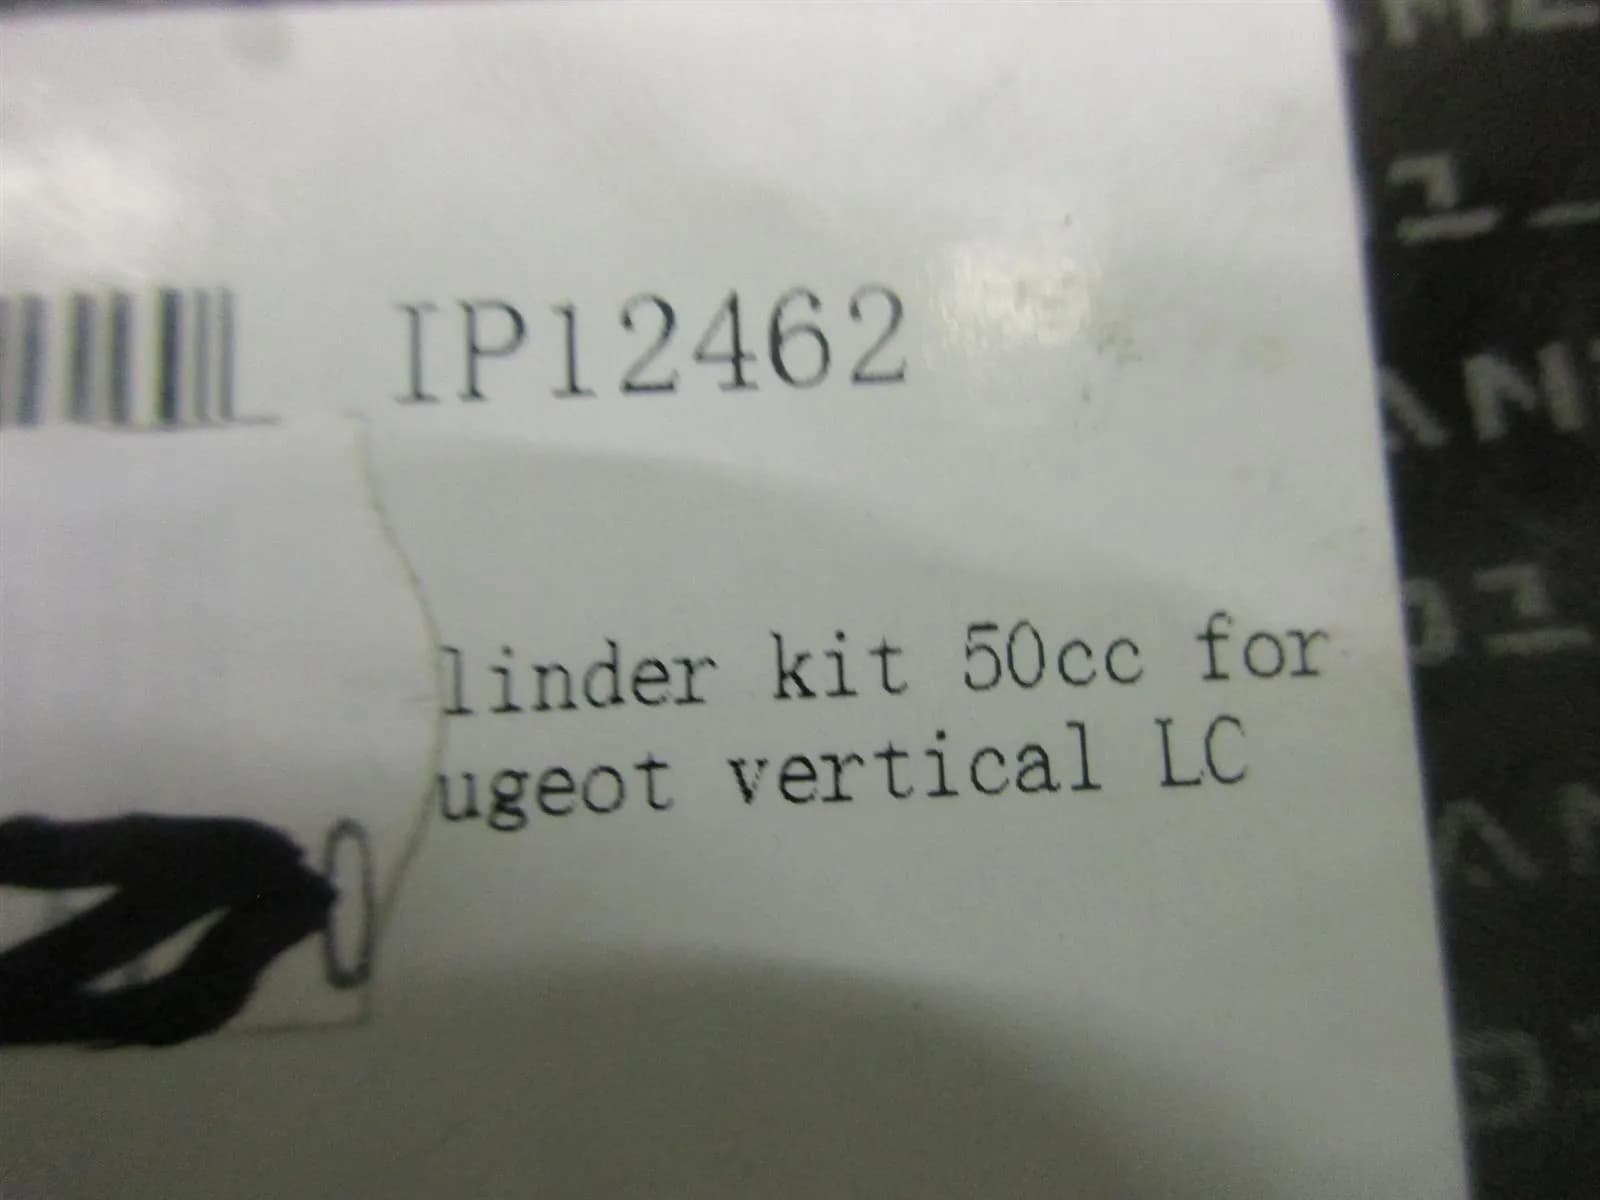 IP12462
linder kit 50cc for
ugeot vertical LC